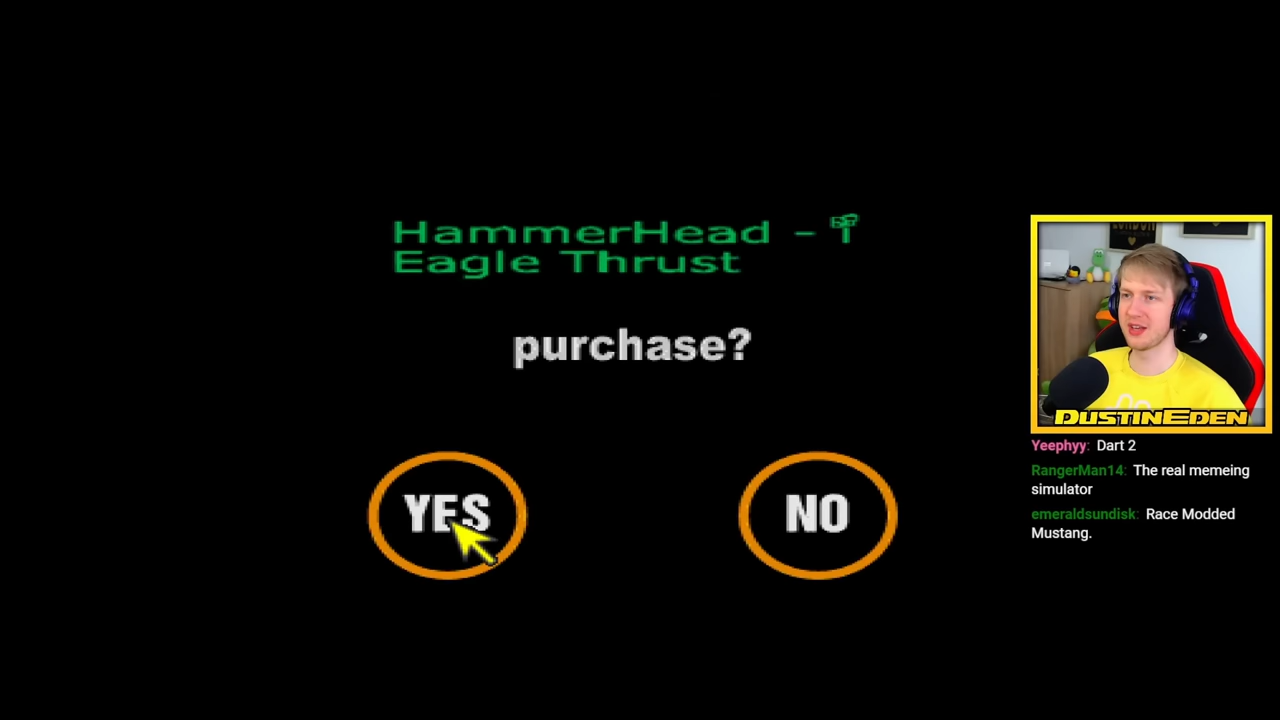 HammerHead -
Eagle Thrust
purchase?
YES
NO
DUSTINEDEN
Yeephyy: Dart 2
RangerMan14: The real memeing
simulator
emeraldsundisk: Race Modded
Mustang.